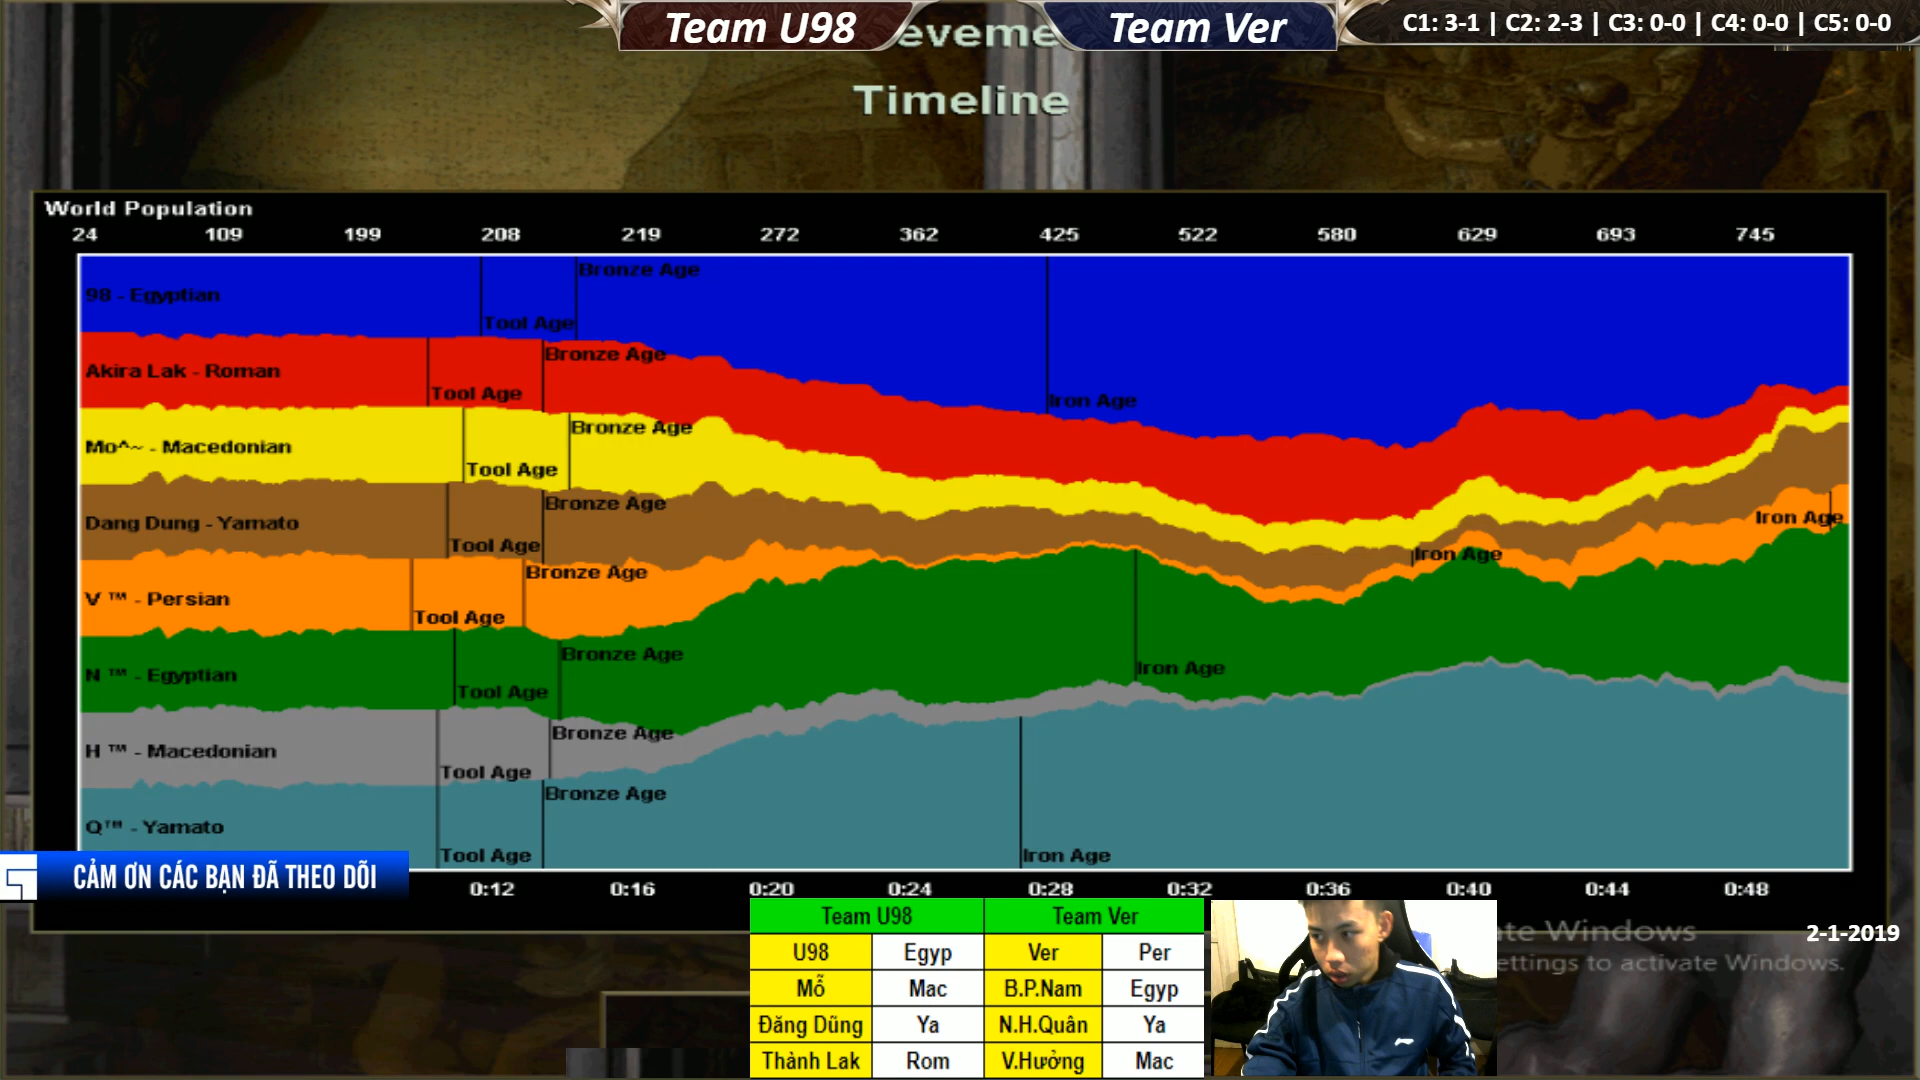 Team U98
Team Ver
C1: 3-1 | C2: 2-3 | C3: 0-0 | C4: 0-0 | C5: 0-0
eveme
Timeline
World Population
24 109 199 208 219 272 362 425 522 580 629 693 745
98 - Egyptian
Tool Age
Bronze Age
Iron Age
Akira Lak - Roman
Tool Age
Bronze Age
Mo^~ - Macedonian
Tool Age
Bronze Age
Dang Dung - Yamato
Tool Age
Bronze Age
Iron Age
V ™ - Persian
Tool Age
Bronze Age
Iron Age
N ™ - Egyptian
Tool Age
Bronze Age
Iron Age
H ™ - Macedonian
Tool Age
Bronze Age
Q™ - Yamato
Tool Age
Bronze Age
Iron Age
CẢM ƠN CÁC BẠN ĐÃ THEO DÕI
0:12 0:16 0:20 0:24 0:28 0:32 0:36 0:40 0:44 0:48
Team U98 Team Ver
U98 Egyp Ver Per
Mỗ Mac B.P.Nam Egyp
Đăng Dũng Ya N.H.Quân Ya
Thành Lak Rom V.Hưởng Mac
ate Windows
ettings to activate Windows.
2-1-2019